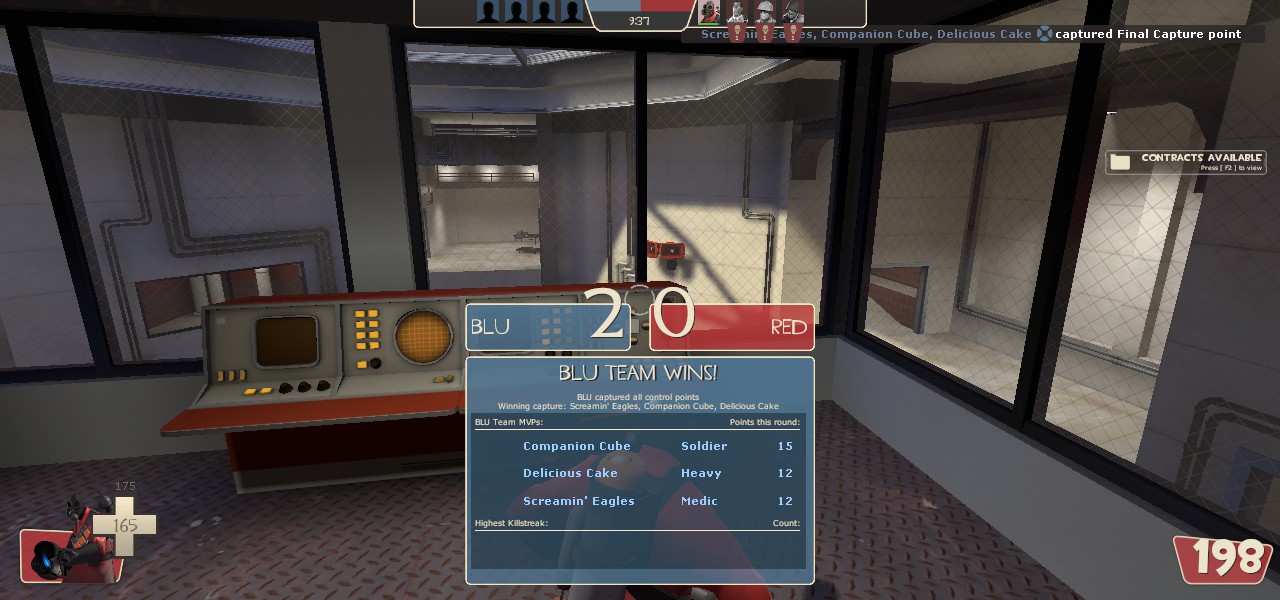 9:37
Screamin' Eagles, Companion Cube, Delicious Cake captured Final Capture point
CONTRACTS AVAILABLE
Press [ F2 ] to view
BLU 2 0 RED
BLU TEAM WINS!
BLU captured all control points
Winning capture: Screamin' Eagles, Companion Cube, Delicious Cake
BLU Team MVPs: Points this round:
Companion Cube Soldier 15
Delicious Cake Heavy 12
Screamin' Eagles Medic 12
Highest Killstreak: Count:
175
165
198